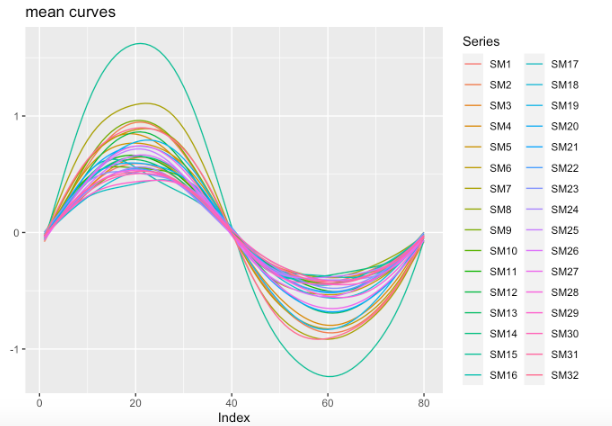 mean curves
1
0
-1
0 20 40 60 80
Index
Series
SM1 SM17
SM2 SM18
SM3 SM19
SM4 SM20
SM5 SM21
SM6 SM22
SM7 SM23
SM8 SM24
SM9 SM25
SM10 SM26
SM11 SM27
SM12 SM28
SM13 SM29
SM14 SM30
SM15 SM31
SM16 SM32